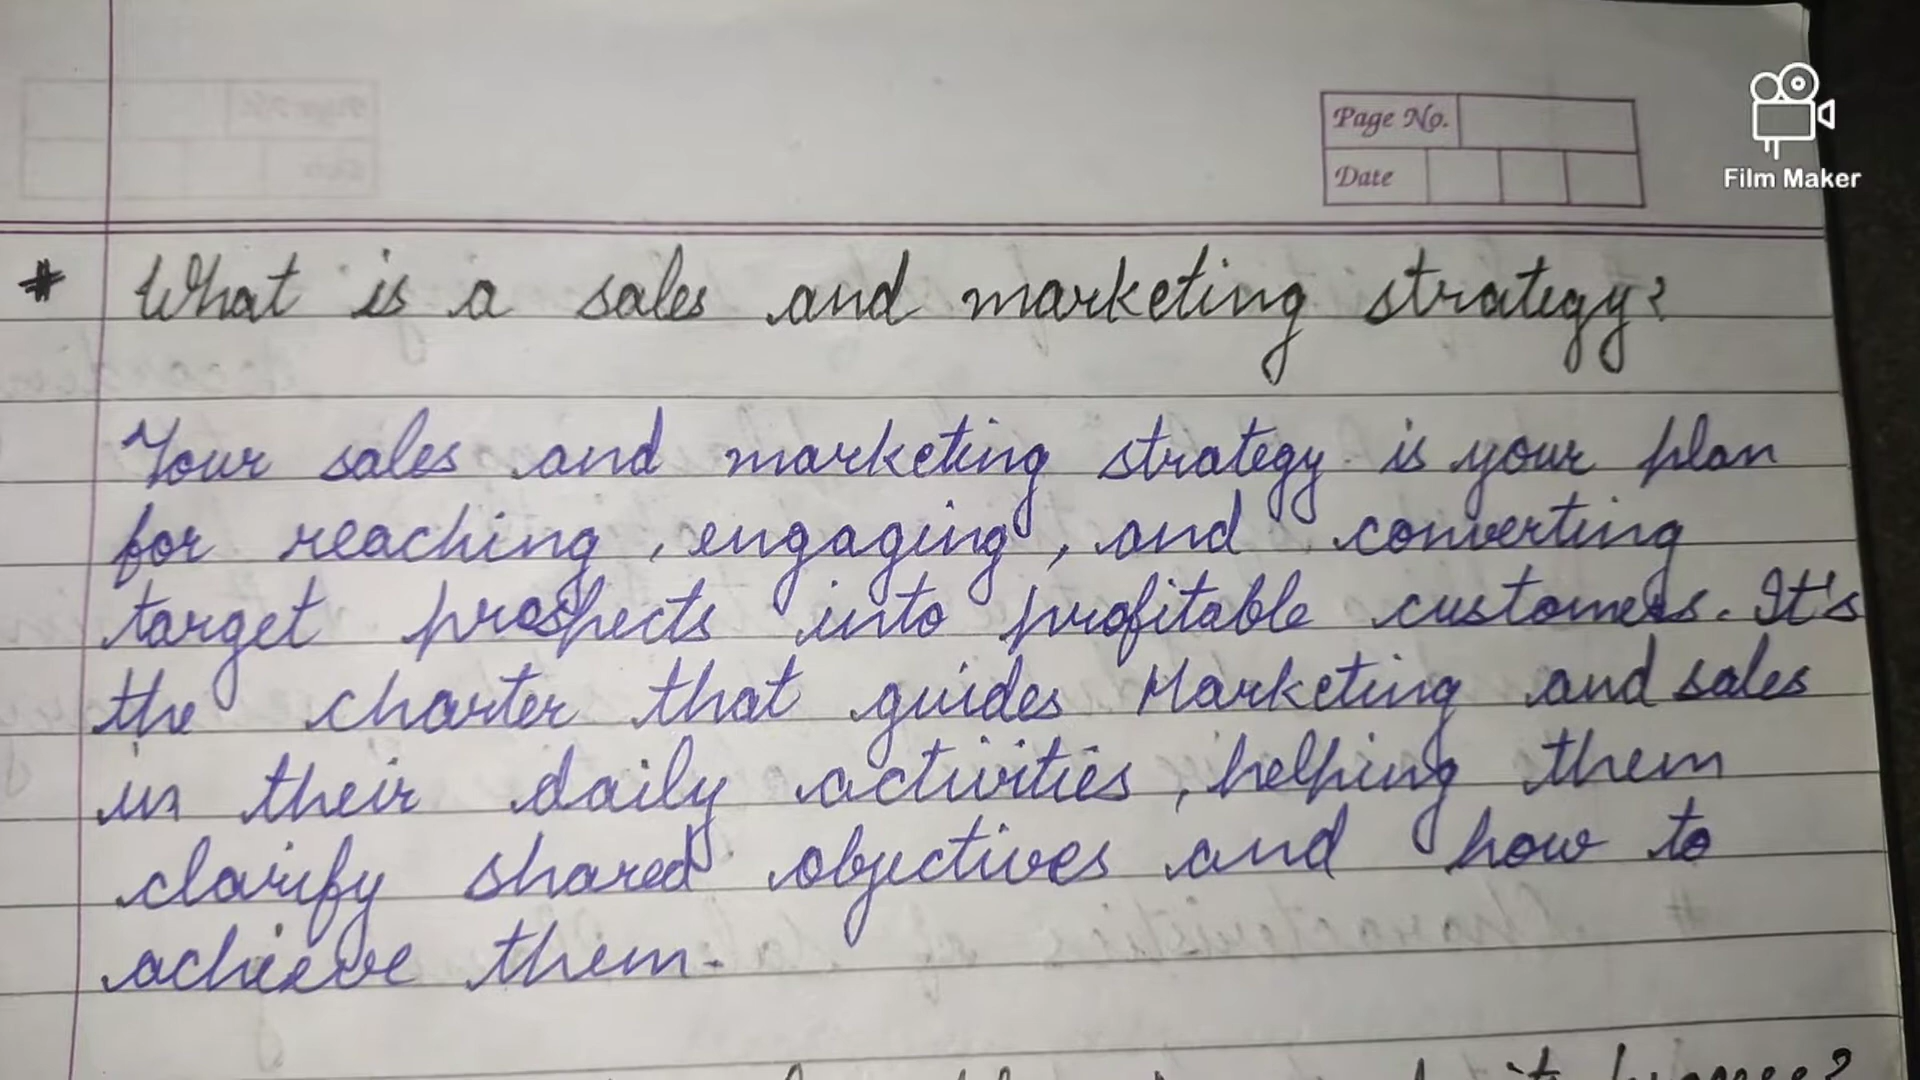 Page No.
Date
Film Maker
# What is a sales and marketing strategy?
Your sales and marketing strategy is your plan
for reaching, engaging, and converting
target prospects into profitable customers. It's
the charter that guides Marketing and sales
in their daily activities, helping them
clarify shared objectives and how to
achieve them.